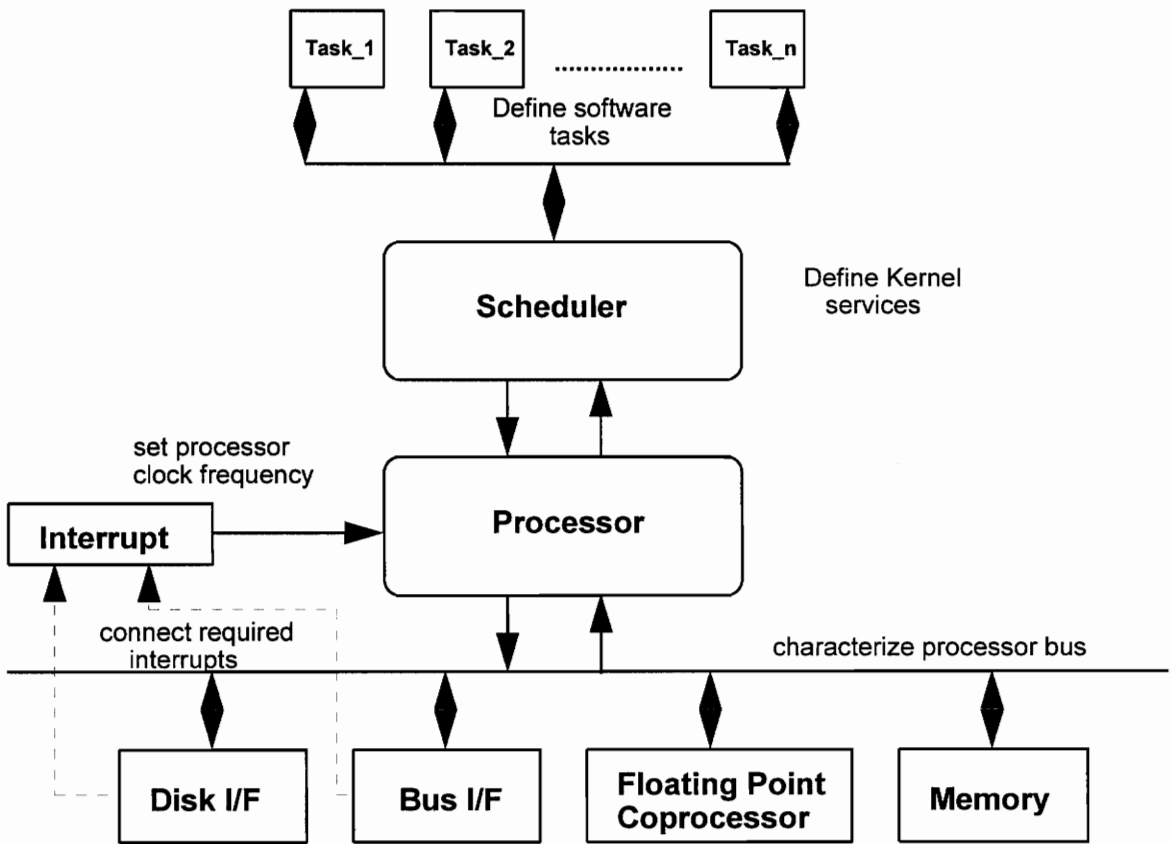 Task_1
Task_2
....................
Task_n
Define software
tasks
Scheduler
Define Kernel
services
set processor
clock frequency
Interrupt
Processor
connect required
interrupts
characterize processor bus
Disk I/F
Bus I/F
Floating Point
Coprocessor
Memory